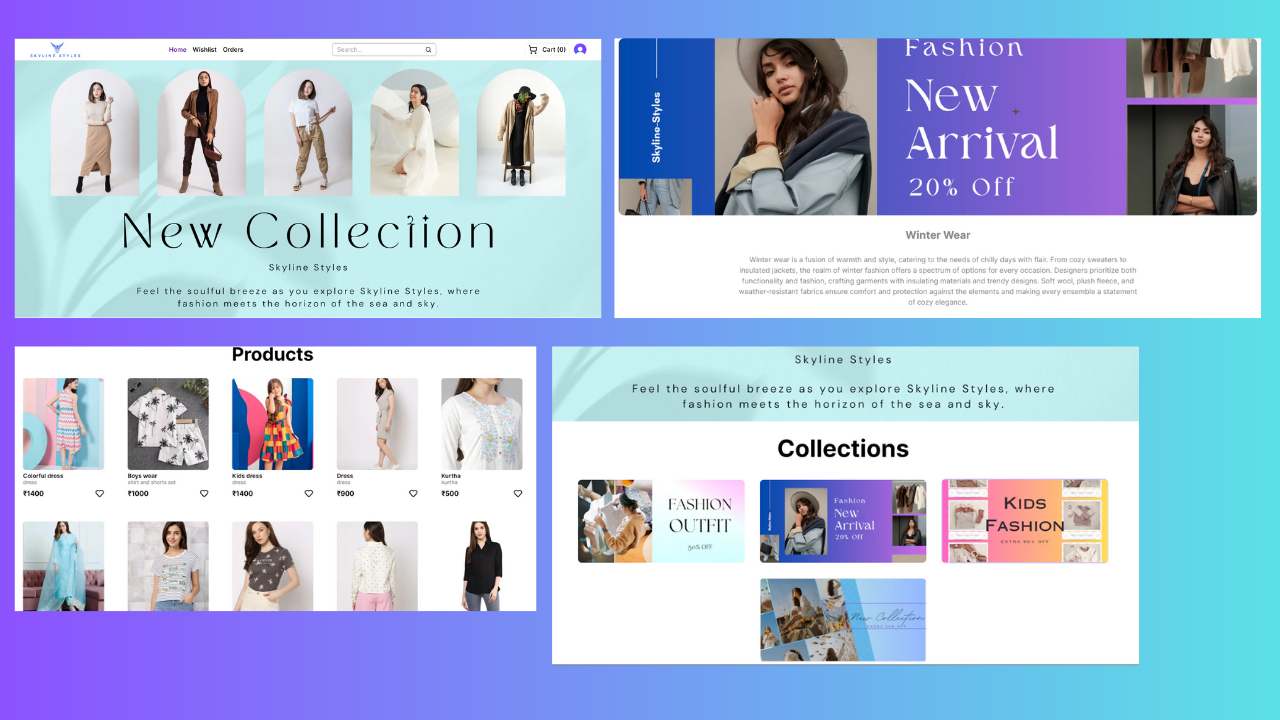 SKYLINE STYLES
Home Wishlist Orders
Search...
Cart (0)
New Collection
Skyline Styles
Feel the soulful breeze as you explore Skyline Styles, where
fashion meets the horizon of the sea and sky.
Skyline-Styles
Fashion
New
Arrival
20% Off
Winter Wear
Winter wear is a fusion of warmth and style, catering to the needs of chilly days with flair. From cozy sweaters to
insulated jackets, the realm of winter fashion offers a spectrum of options for every occasion. Designers prioritize both
functionality and fashion, crafting garments with insulating materials and trendy designs. Soft wool, plush fleece, and
weather-resistant fabrics ensure comfort and protection against the elements and making every ensemble a statement
of cozy elegance.
Products
Colorful dress
dress
₹1400
Boys wear
shirt and shorts set
₹1000
Kids dress
dress
₹1400
Dress
dress
₹900
Kurtha
kurtha
₹500
Skyline Styles
Feel the soulful breeze as you explore Skyline Styles, where
fashion meets the horizon of the sea and sky.
Collections
FASHION
OUTFIT
50% OFF
Fashion
New
Arrival
20% Off
KIDS
FASHION
EXTRA 50% OFF
New Collection